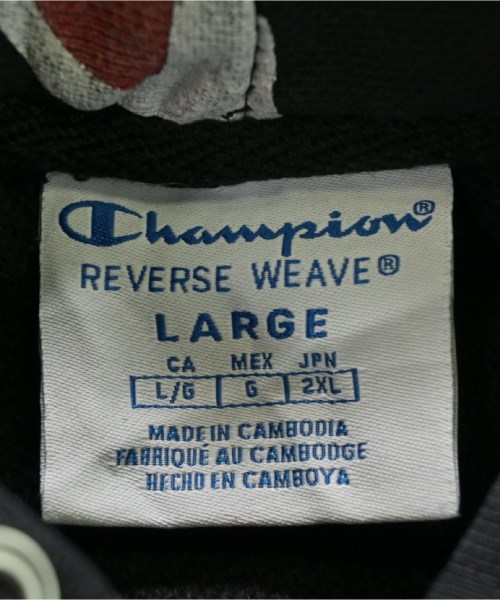 Champion®
REVERSE WEAVE®
LARGE
CA MEX JPN
L/G G 2XL
MADE IN CAMBODIA
FABRIQUÉ AU CAMBODGE
HECHO EN CAMBOYA